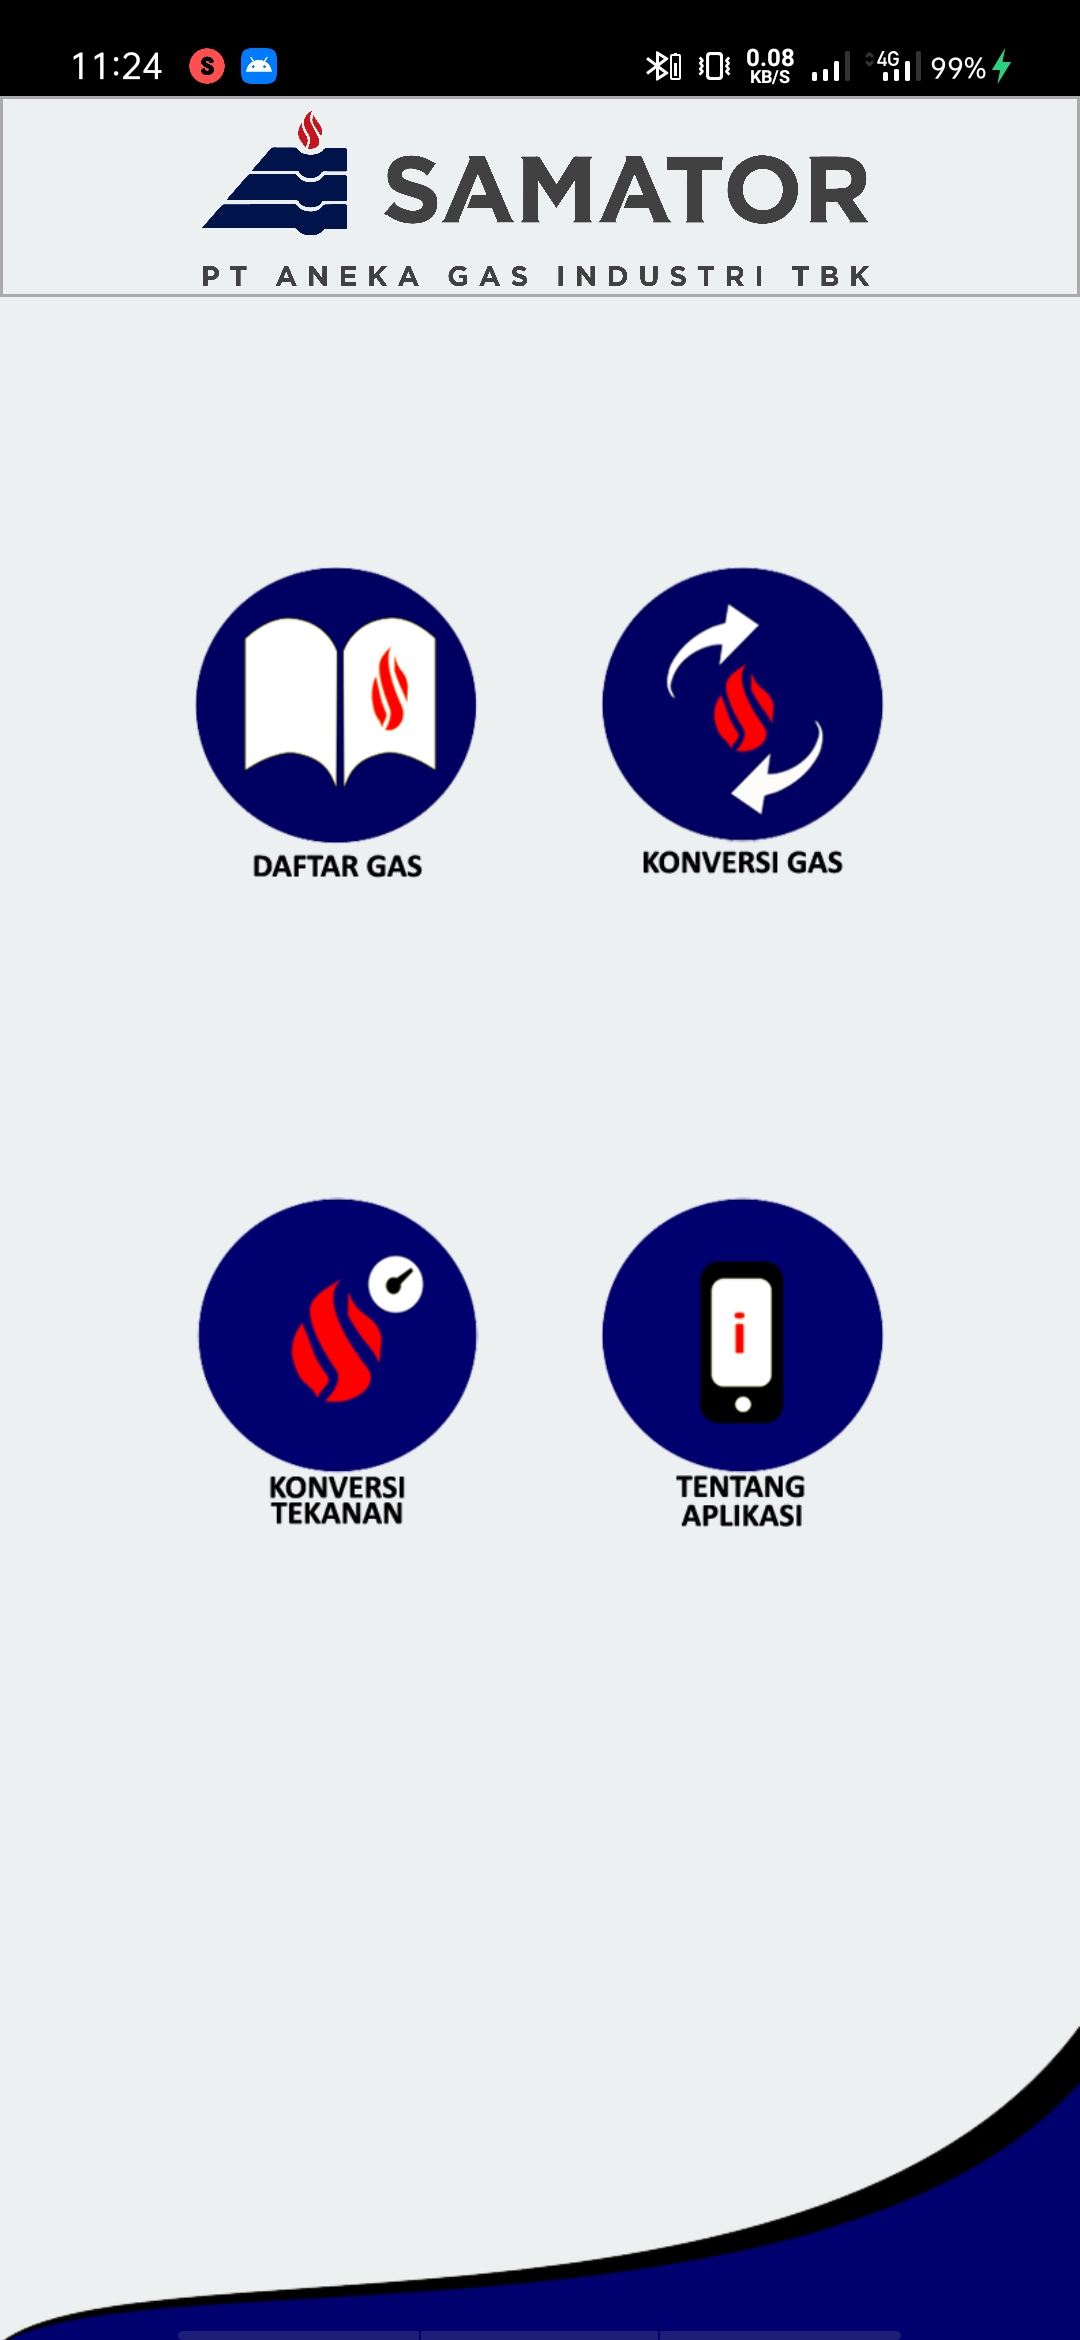 11:24 S 0.08 KB/S 4G 99%
SAMATOR
PT ANEKA GAS INDUSTRI TBK
DAFTAR GAS
KONVERSI GAS
KONVERSI
TEKANAN
i
TENTANG
APLIKASI